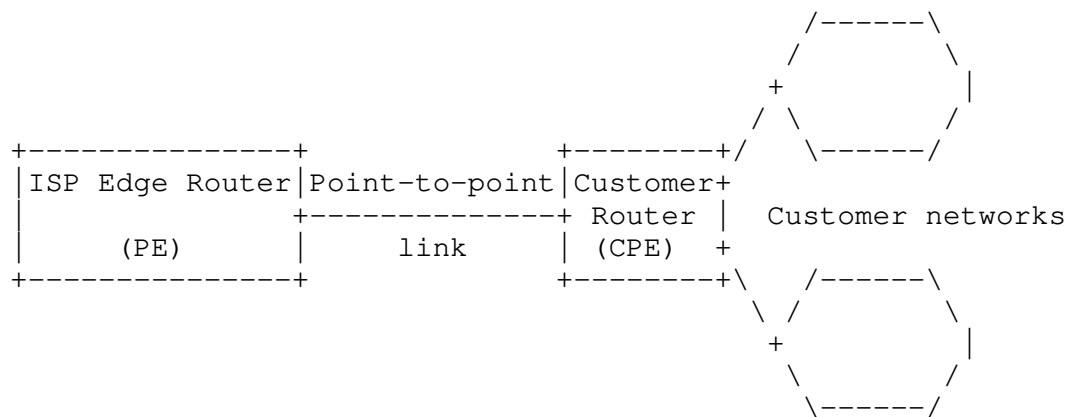 ISP Edge Router Point-to-point Customer
Router Customer networks
(PE) link (CPE)